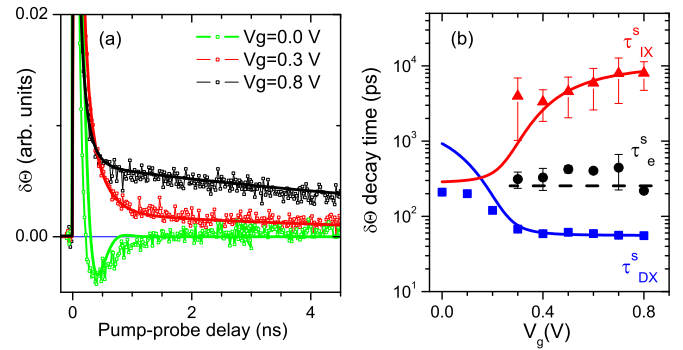 (a)
Vg=0.0 V
Vg=0.3 V
Vg=0.8 V
0.02
0.00
δΘ (arb. units)
0 2 4
Pump-probe delay (ns)
(b)
τ^s_IX
τ^s_e
τ^s_DX
10^4
10^3
10^2
10^1
δΘ decay time (ps)
0.0 0.4 0.8
V_g(V)